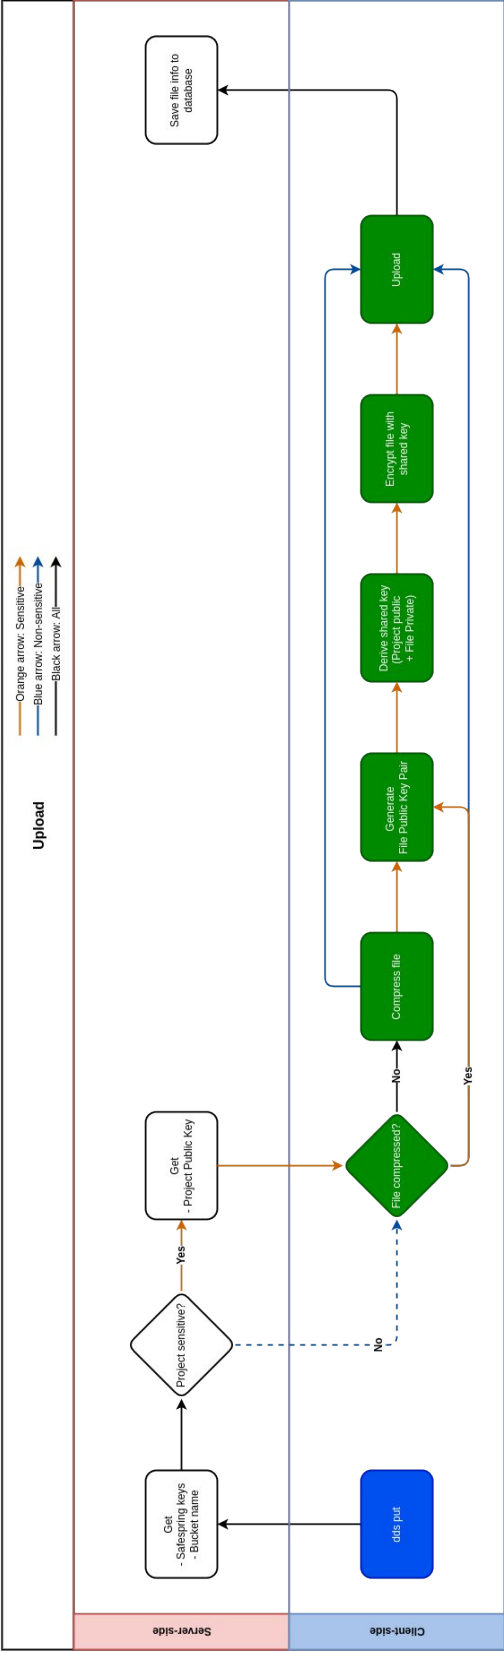 Upload
Orange arrow: Sensitive
Blue arrow: Non-sensitive
Black arrow: All
Server-side
Get
- Safespring keys
- Bucket name
Project sensitive?
Yes
Get
- Project Public Key
Save file info to
database
Client-side
dds put
No
File compressed?
No
Yes
Compress file
Generate
File Public Key Pair
Derive shared key
(Project public
+ File Private)
Encrypt file with
shared key
Upload